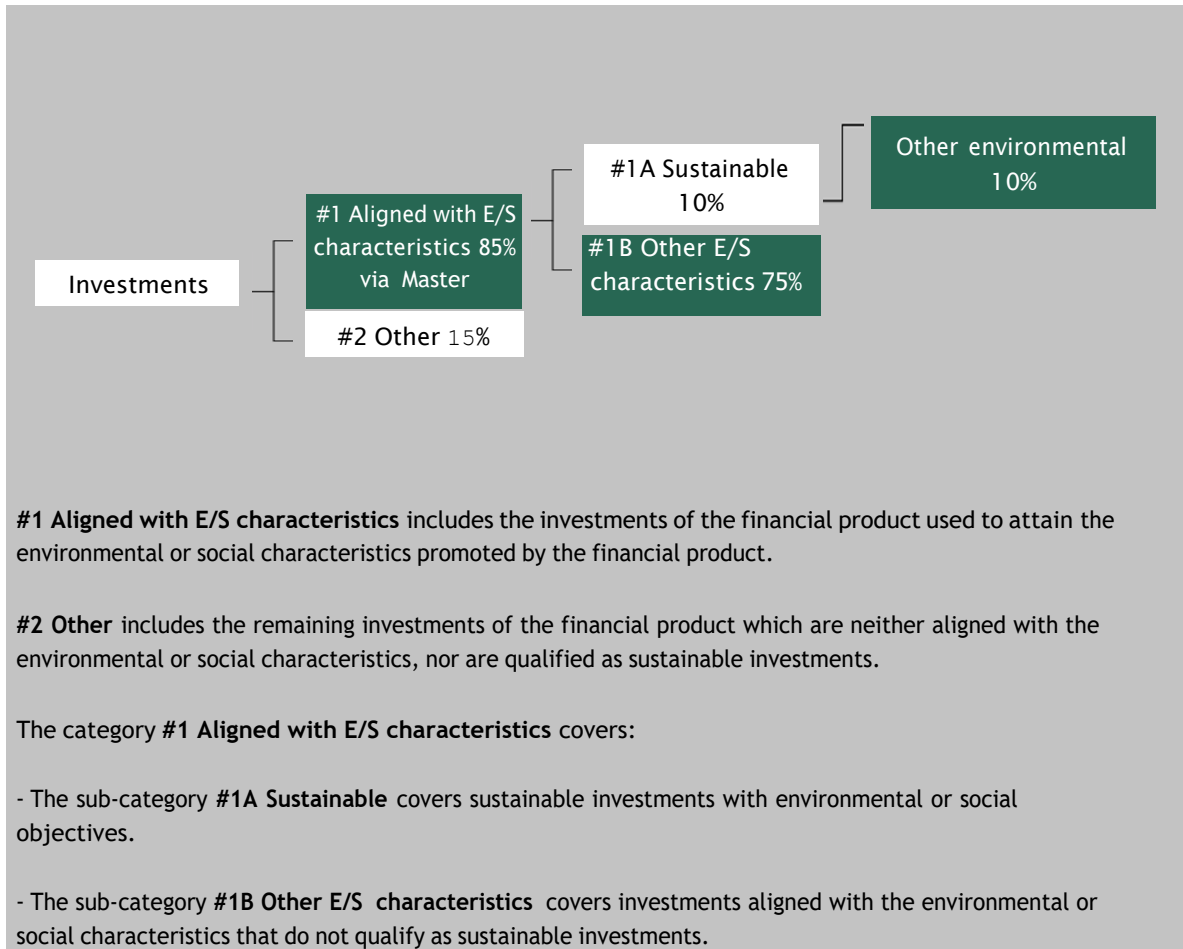 Investments
#1 Aligned with E/S
characteristics 85%
via Master
#2 Other 15%
#1A Sustainable
10%
#1B Other E/S
characteristics 75%
Other environmental
10%
#1 Aligned with E/S characteristics includes the investments of the financial product used to attain the
environmental or social characteristics promoted by the financial product.
#2 Other includes the remaining investments of the financial product which are neither aligned with the
environmental or social characteristics, nor are qualified as sustainable investments.
The category #1 Aligned with E/S characteristics covers:
- The sub-category #1A Sustainable covers sustainable investments with environmental or social
objectives.
- The sub-category #1B Other E/S characteristics covers investments aligned with the environmental or
social characteristics that do not qualify as sustainable investments.